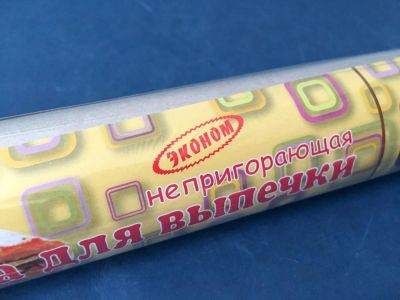 ЭКОНОМ
непригорающая
а для выпечки